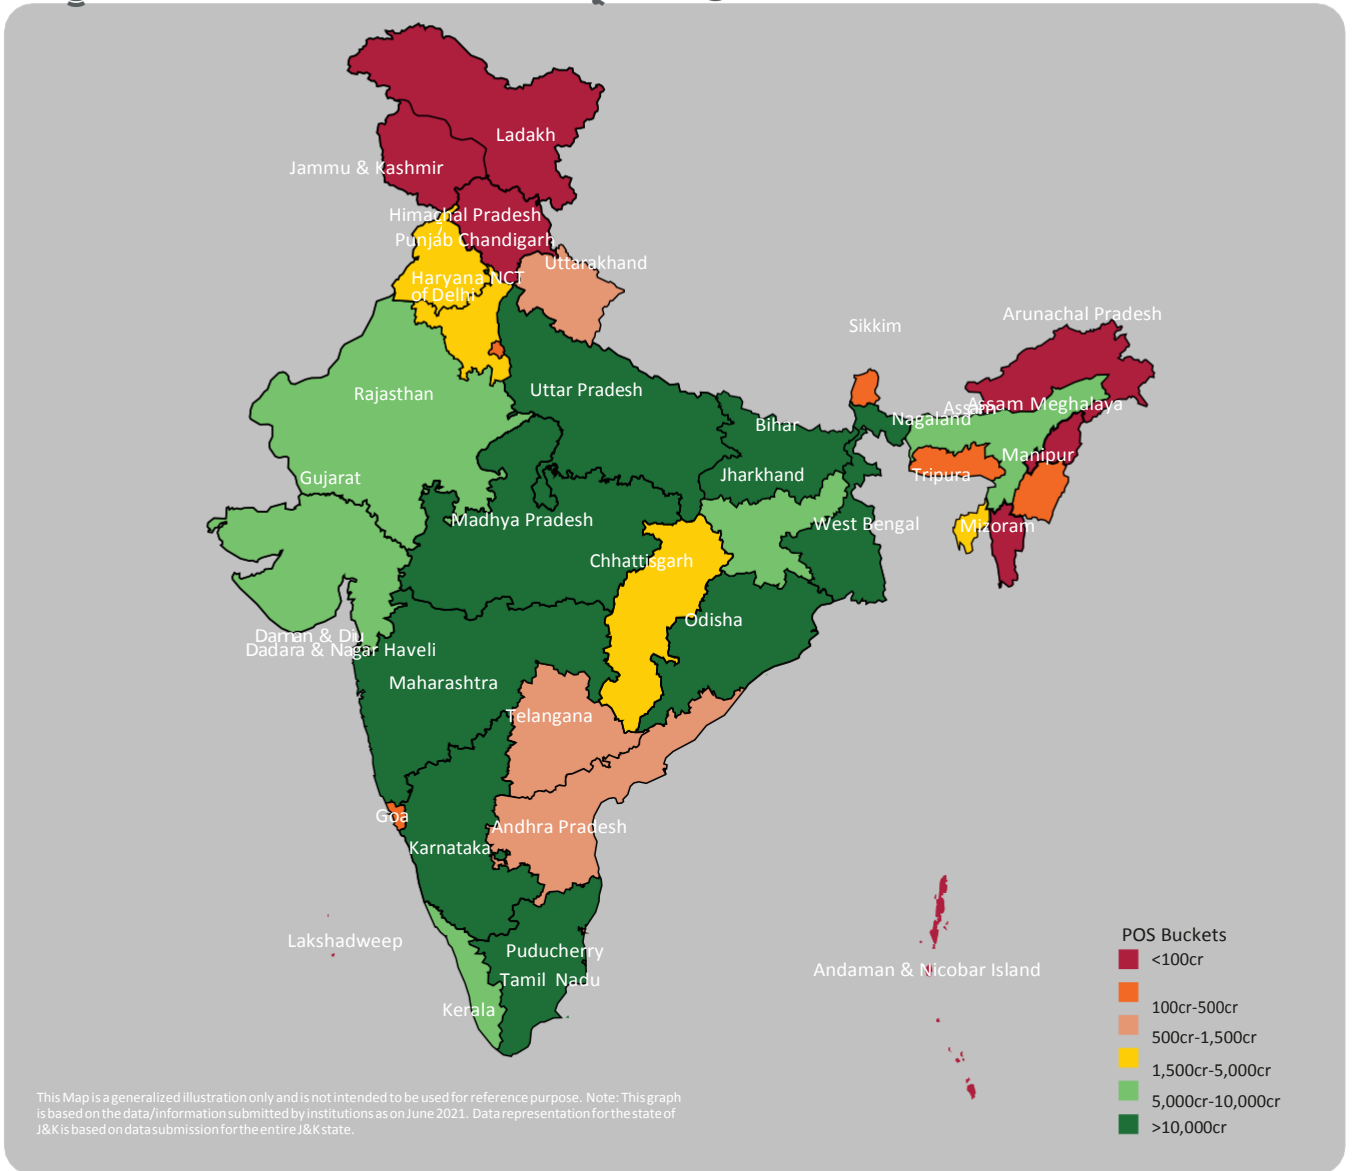 Ladakh
Jammu & Kashmir
Himachal Pradesh
Punjab Chandigarh
Uttarakhand
Haryana NCT
of Delhi
Arunachal Pradesh
Sikkim
Rajasthan
Uttar Pradesh
Assam
Assam Meghalaya
Nagaland
Bihar
Manipur
Jharkhand
Tripura
Gujarat
Madhya Pradesh
West Bengal
Mizoram
Chhattisgarh
Odisha
Daman & Diu
Dadara & Nagar Haveli
Maharashtra
Telangana
Goa
Andhra Pradesh
Karnataka
Lakshadweep
Puducherry
Tamil Nadu
Kerala
Andaman & Nicobar Island
POS Buckets
<100cr
100cr-500cr
500cr-1,500cr
1,500cr-5,000cr
5,000cr-10,000cr
>10,000cr
This Map is a generalized illustration only and is not intended to be used for reference purpose. Note: This graph
is based on the data/information submitted by institutions as on June 2021. Data representation for the state of
J&K is based on data submission for the entire J&K state.